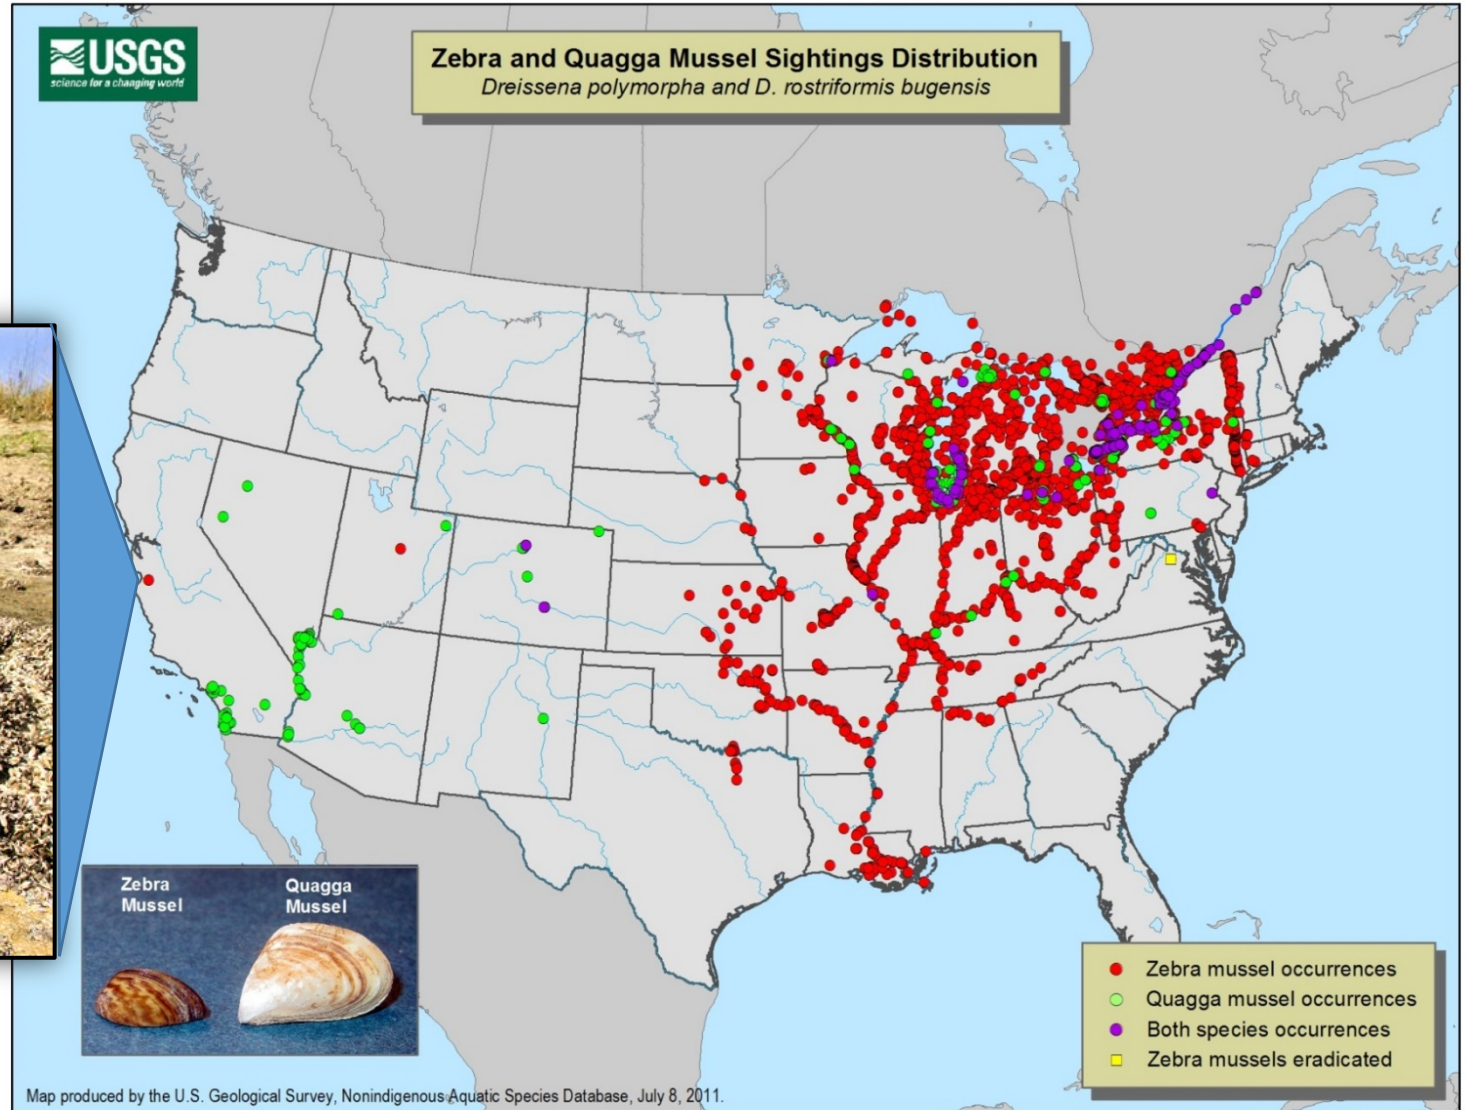 USGS
science for a changing world
Zebra and Quagga Mussel Sightings Distribution
Dreissena polymorpha and D. rostriformis bugensis
Zebra
Mussel
Quagga
Mussel
Zebra mussel occurrences
Quagga mussel occurrences
Both species occurrences
Zebra mussels eradicated
Map produced by the U.S. Geological Survey, Nonindigenous Aquatic Species Database, July 8, 2011.